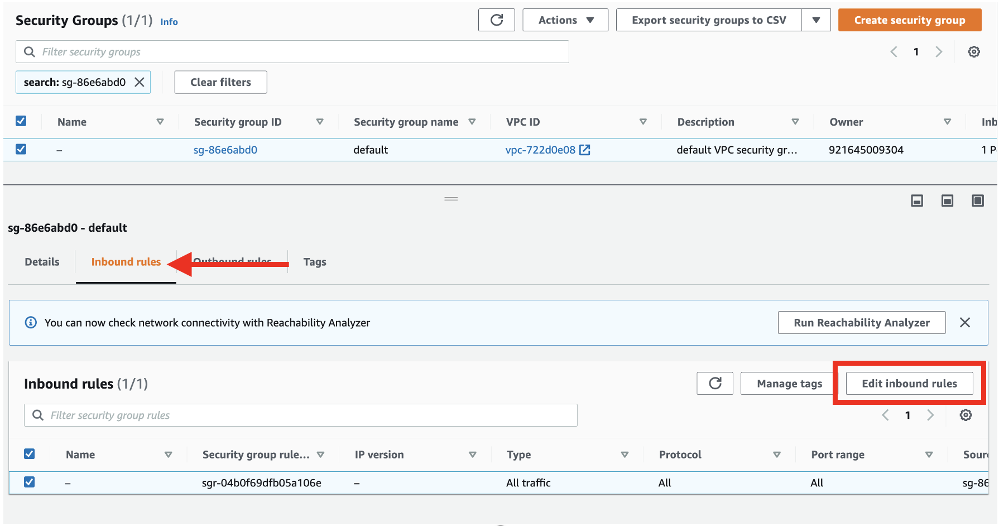 Security Groups (1/1) Info
Actions
Export security groups to CSV
Create security group
Filter security groups
1
search: sg-86e6abd0
Clear filters
Name Security group ID Security group name VPC ID Description Owner Inb
– sg-86e6abd0 default vpc-722d0e08 default VPC security gr... 921645009304 1 P
sg-86e6abd0 - default
Details Inbound rules Outbound rules Tags
You can now check network connectivity with Reachability Analyzer
Run Reachability Analyzer
Inbound rules (1/1)
Manage tags
Edit inbound rules
Filter security group rules
1
Name Security group rule... IP version Type Protocol Port range Sour
– sgr-04b0f69dfb05a106e – All traffic All All sg-86